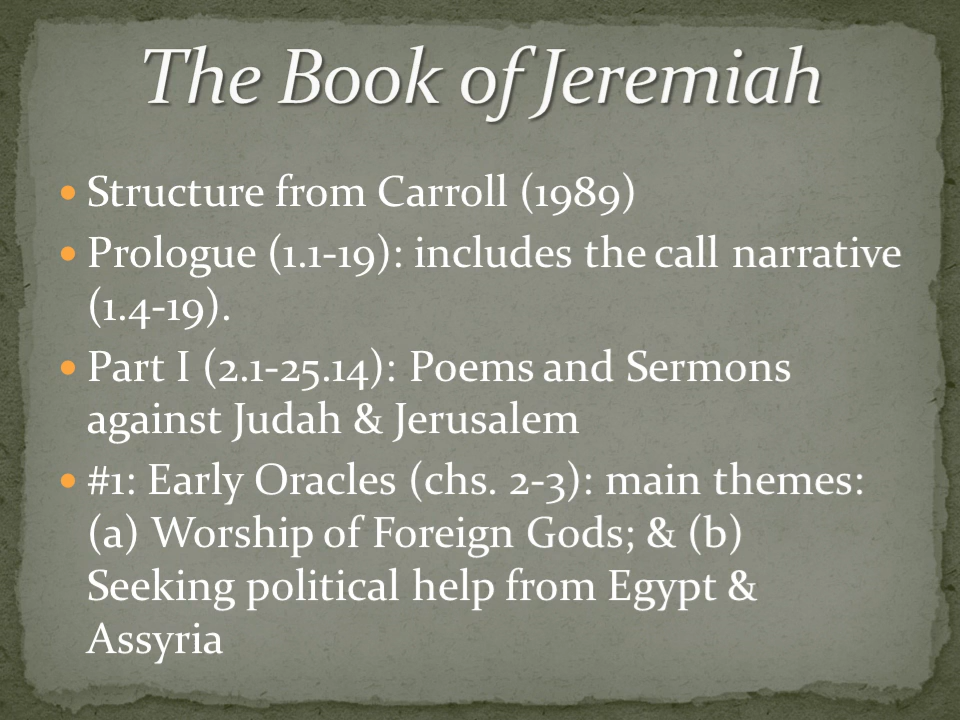 The Book of Jeremiah
• Structure from Carroll (1989)
• Prologue (1.1-19): includes the call narrative
(1.4-19).
• Part I (2.1-25.14): Poems and Sermons
against Judah & Jerusalem
• #1: Early Oracles (chs. 2-3): main themes:
(a) Worship of Foreign Gods; & (b)
Seeking political help from Egypt &
Assyria